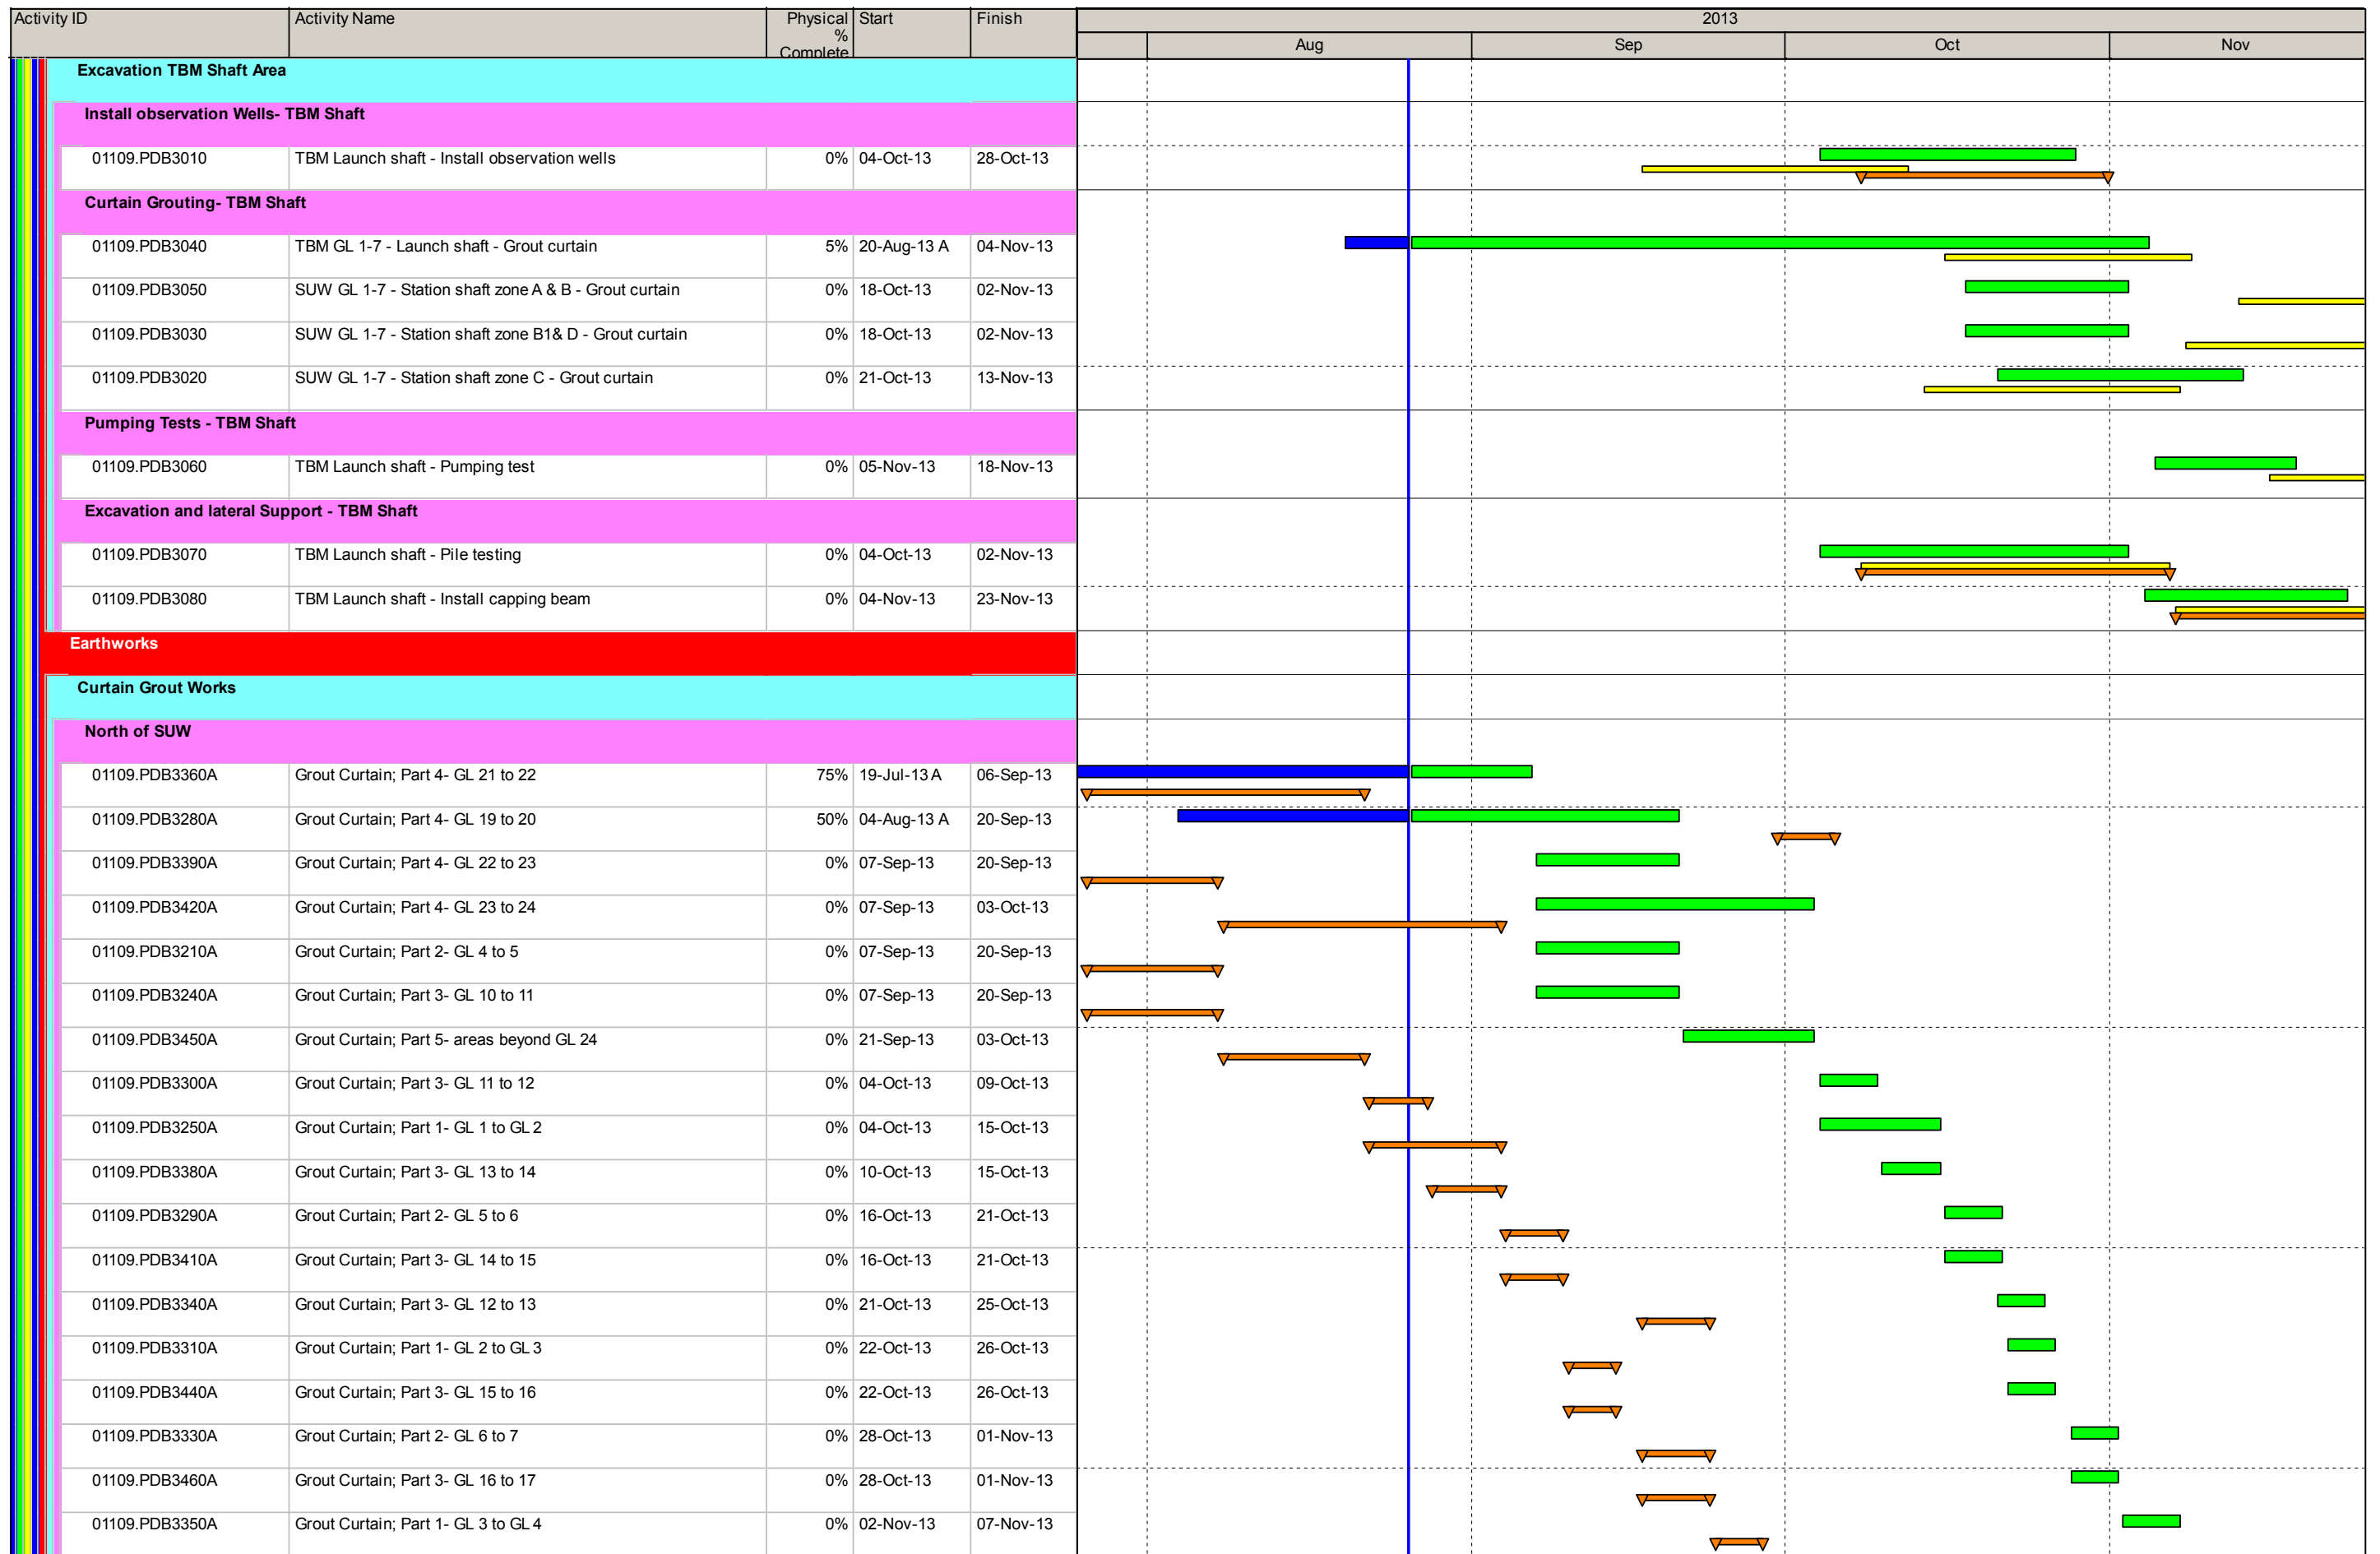 Activity ID Activity Name Physical Start Finish 2013
%
Complete Aug Sep Oct Nov
Excavation TBM Shaft Area
Install observation Wells- TBM Shaft
01109.PDB3010 TBM Launch shaft - Install observation wells 0% 04-Oct-13 28-Oct-13
Curtain Grouting- TBM Shaft
01109.PDB3040 TBM GL 1-7 - Launch shaft - Grout curtain 5% 20-Aug-13 A 04-Nov-13
01109.PDB3050 SUW GL 1-7 - Station shaft zone A & B - Grout curtain 0% 18-Oct-13 02-Nov-13
01109.PDB3030 SUW GL 1-7 - Station shaft zone B1& D - Grout curtain 0% 18-Oct-13 02-Nov-13
01109.PDB3020 SUW GL 1-7 - Station shaft zone C - Grout curtain 0% 21-Oct-13 13-Nov-13
Pumping Tests - TBM Shaft
01109.PDB3060 TBM Launch shaft - Pumping test 0% 05-Nov-13 18-Nov-13
Excavation and lateral Support - TBM Shaft
01109.PDB3070 TBM Launch shaft - Pile testing 0% 04-Oct-13 02-Nov-13
01109.PDB3080 TBM Launch shaft - Install capping beam 0% 04-Nov-13 23-Nov-13
Earthworks
Curtain Grout Works
North of SUW
01109.PDB3360A Grout Curtain; Part 4- GL 21 to 22 75% 19-Jul-13 A 06-Sep-13
01109.PDB3280A Grout Curtain; Part 4- GL 19 to 20 50% 04-Aug-13 A 20-Sep-13
01109.PDB3390A Grout Curtain; Part 4- GL 22 to 23 0% 07-Sep-13 20-Sep-13
01109.PDB3420A Grout Curtain; Part 4- GL 23 to 24 0% 07-Sep-13 03-Oct-13
01109.PDB3210A Grout Curtain; Part 2- GL 4 to 5 0% 07-Sep-13 20-Sep-13
01109.PDB3240A Grout Curtain; Part 3- GL 10 to 11 0% 07-Sep-13 20-Sep-13
01109.PDB3450A Grout Curtain; Part 5- areas beyond GL 24 0% 21-Sep-13 03-Oct-13
01109.PDB3300A Grout Curtain; Part 3- GL 11 to 12 0% 04-Oct-13 09-Oct-13
01109.PDB3250A Grout Curtain; Part 1- GL 1 to GL 2 0% 04-Oct-13 15-Oct-13
01109.PDB3380A Grout Curtain; Part 3- GL 13 to 14 0% 10-Oct-13 15-Oct-13
01109.PDB3290A Grout Curtain; Part 2- GL 5 to 6 0% 16-Oct-13 21-Oct-13
01109.PDB3410A Grout Curtain; Part 3- GL 14 to 15 0% 16-Oct-13 21-Oct-13
01109.PDB3340A Grout Curtain; Part 3- GL 12 to 13 0% 21-Oct-13 25-Oct-13
01109.PDB3310A Grout Curtain; Part 1- GL 2 to GL 3 0% 22-Oct-13 26-Oct-13
01109.PDB3440A Grout Curtain; Part 3- GL 15 to 16 0% 22-Oct-13 26-Oct-13
01109.PDB3330A Grout Curtain; Part 2- GL 6 to 7 0% 28-Oct-13 01-Nov-13
01109.PDB3460A Grout Curtain; Part 3- GL 16 to 17 0% 28-Oct-13 01-Nov-13
01109.PDB3350A Grout Curtain; Part 1- GL 3 to GL 4 0% 02-Nov-13 07-Nov-13